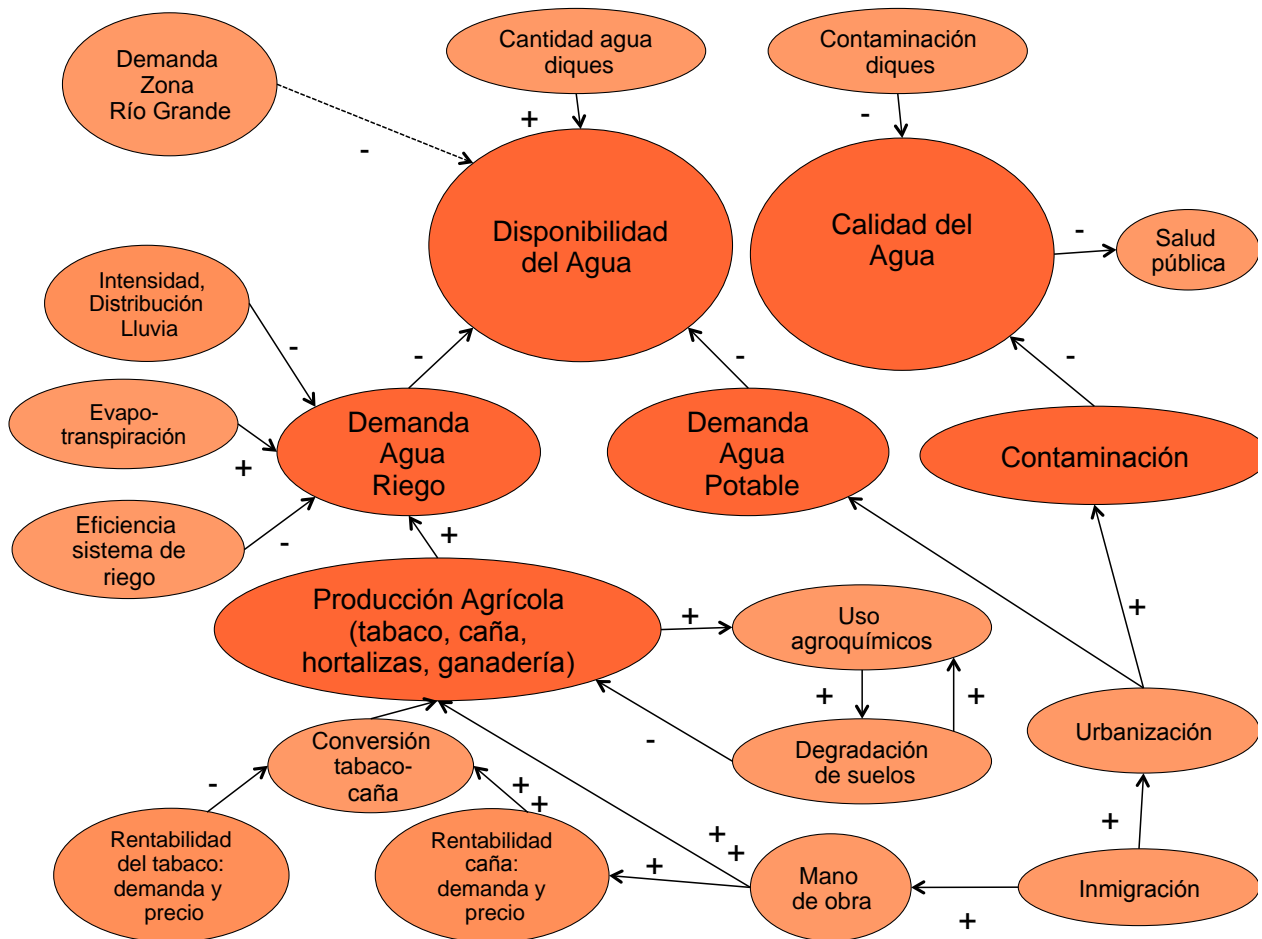 Demanda
Zona
Río Grande
Cantidad agua
diques
Contaminación
diques
+
-
-
Disponibilidad
del Agua
Calidad del
Agua
-
Salud
pública
Intensidad,
Distribución
Lluvia
-
-
-
-
Evapo-
transpiración
+
Demanda
Agua
Riego
Demanda
Agua
Potable
Contaminación
Eficiencia
sistema de
riego
-
+
Producción Agrícola
(tabaco, caña,
hortalizas, ganadería)
+
Uso
agroquímicos
+
+
+
Degradación
de suelos
-
Urbanización
Conversión
tabaco-
caña
-
+
+
Rentabilidad
del tabaco:
demanda y
precio
Rentabilidad
caña:
demanda y
precio
+
+
+
Mano
de obra
+
+
Inmigración